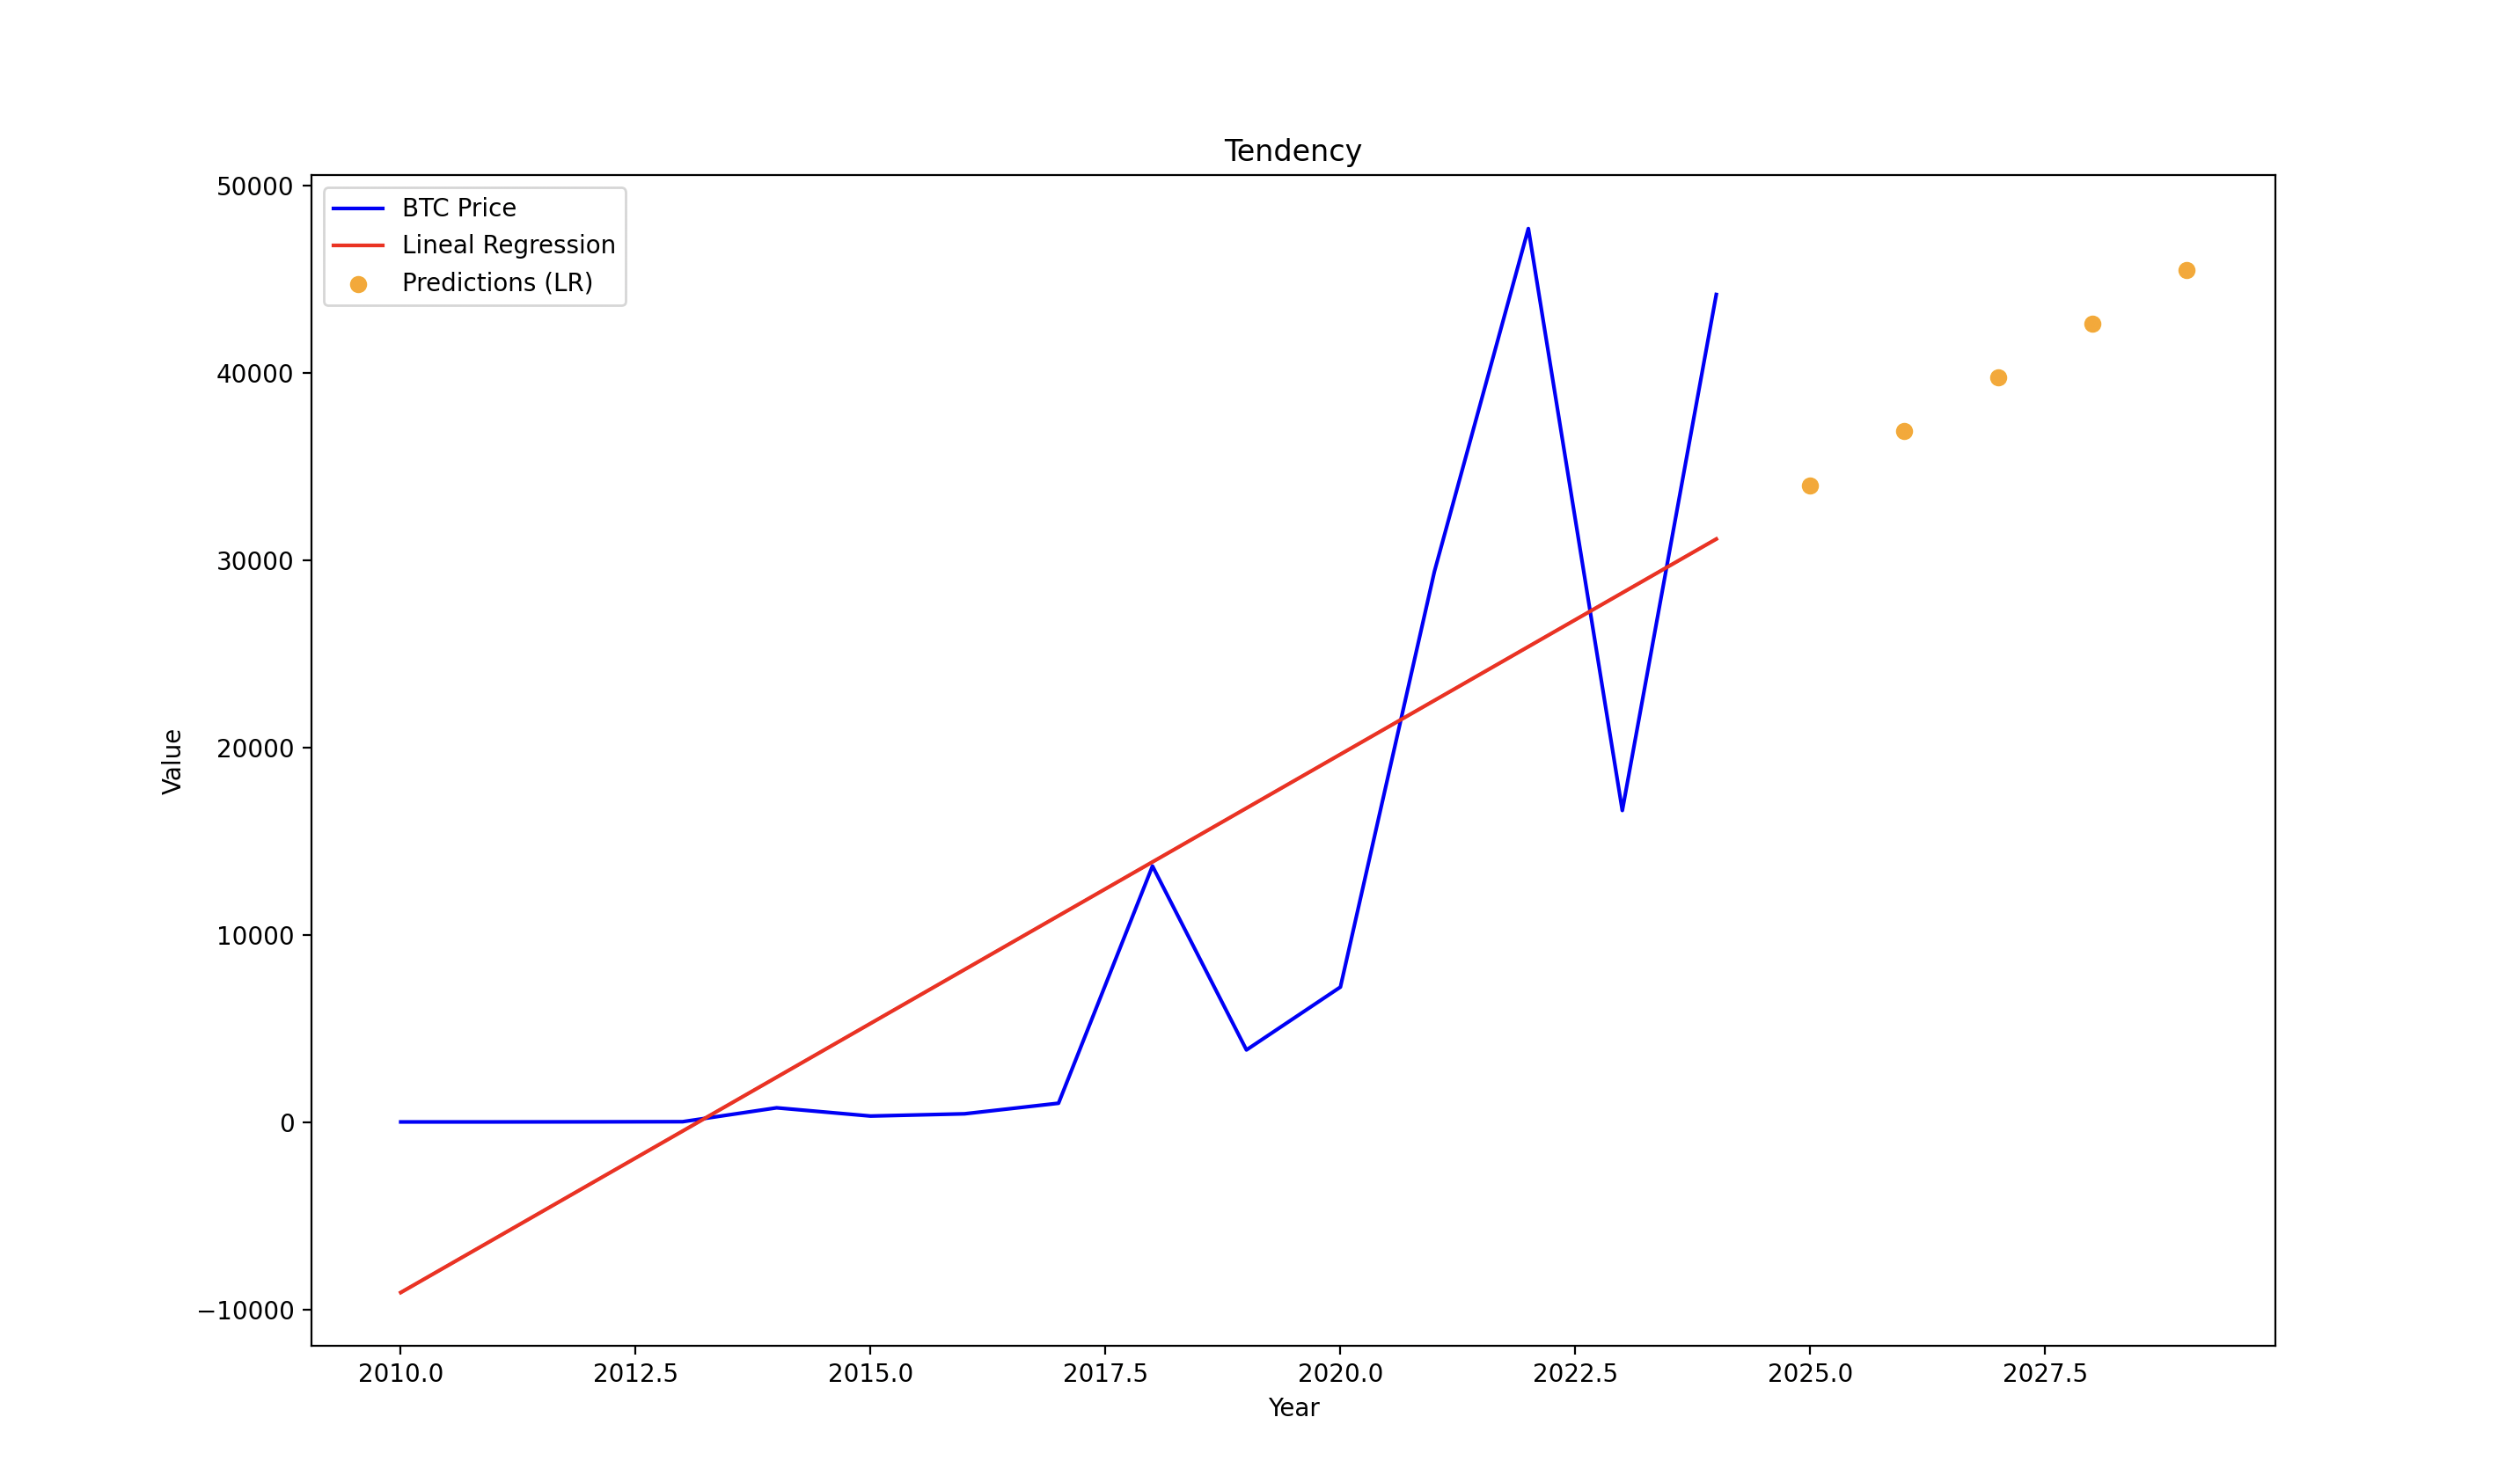 Tendency
BTC Price
Lineal Regression
Predictions (LR)
50000
40000
30000
20000
10000
0
−10000
Value
2010.0 2012.5 2015.0 2017.5 2020.0 2022.5 2025.0 2027.5
Year